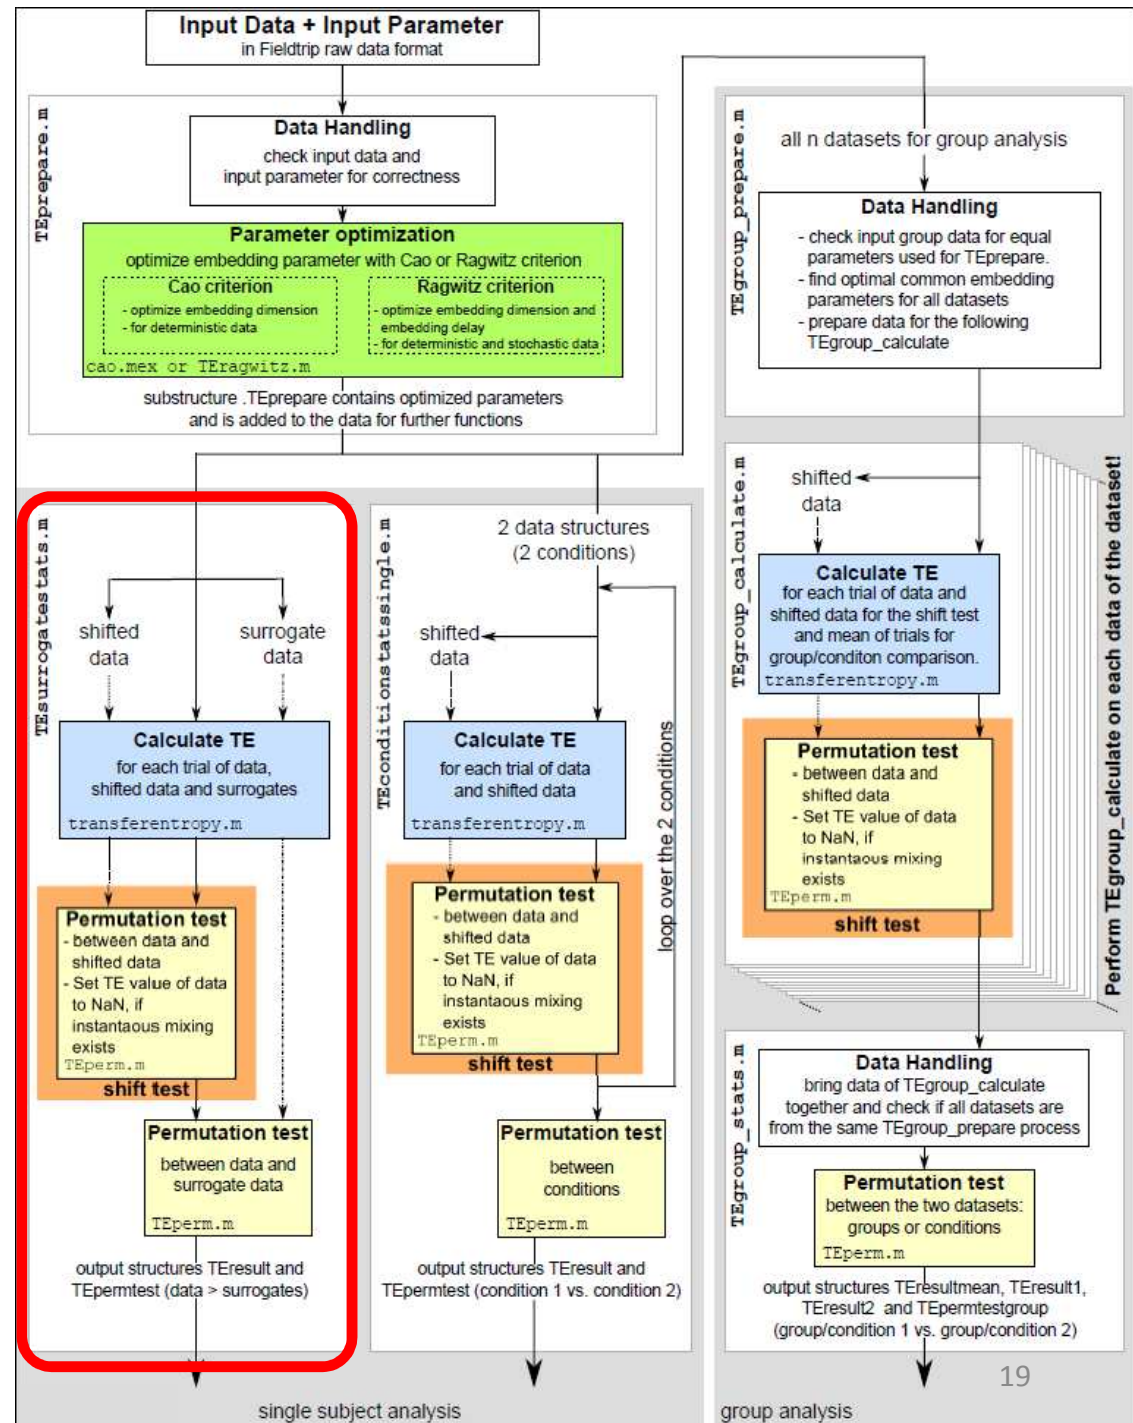 Input Data + Input Parameter
in Fieldtrip raw data format
TEprepare.m
Data Handling
check input data and
input parameter for correctness
Parameter optimization
optimize embedding parameter with Cao or Ragwitz criterion
Cao criterion
- optimize embedding dimension
- for deterministic data
Ragwitz criterion
- optimize embedding dimension and
embedding delay
- for deterministic and stochastic data
cao.mex or TEragwitz.m
substructure .TEprepare contains optimized parameters
and is added to the data for further functions
TEsurrogatestats.m
shifted
data
surrogate
data
Calculate TE
for each trial of data,
shifted data and surrogates
transferentropy.m
Permutation test
- between data and
shifted data
- Set TE value of data
to NaN, if
instantaous mixing
exists
TEperm.m
shift test
Permutation test
between data and
surrogate data
TEperm.m
output structures TEresult and
TEpermtest (data > surrogates)
TEconditionstatssingle.m
2 data structures
(2 conditions)
shifted
data
Calculate TE
for each trial of data
and shifted data
transferentropy.m
Permutation test
- between data and
shifted data
- Set TE value of data
to NaN, if
instantaous mixing
exists
TEperm.m
shift test
loop over the 2 conditions
Permutation test
between
conditions
TEperm.m
output structures TEresult and
TEpermtest (condition 1 vs. condition 2)
single subject analysis
TEgroup_prepare.m
all n datasets for group analysis
Data Handling
- check input group data for equal
parameters used for TEprepare.
- find optimal common embedding
parameters for all datasets
- prepare data for the following
TEgroup_calculate
TEgroup_calculate.m
shifted
data
Calculate TE
for each trial of data and
shifted data for the shift test
and mean of trials for
group/conditon comparison.
transferentropy.m
Permutation test
- between data and
shifted data
- Set TE value of data
to NaN, if
instantaous mixing
exists
TEperm.m
shift test
Perform TEgroup_calculate on each data of the dataset!
TEgroup_stats.m
Data Handling
bring data of TEgroup_calculate
together and check if all datasets are
from the same TEgroup_prepare process
Permutation test
between the two datasets:
groups or conditions
TEperm.m
output structures TEresultmean, TEresult1,
TEresult2 and TEpermtestgroup
(group/condition 1 vs. group/condition 2)
19
group analysis